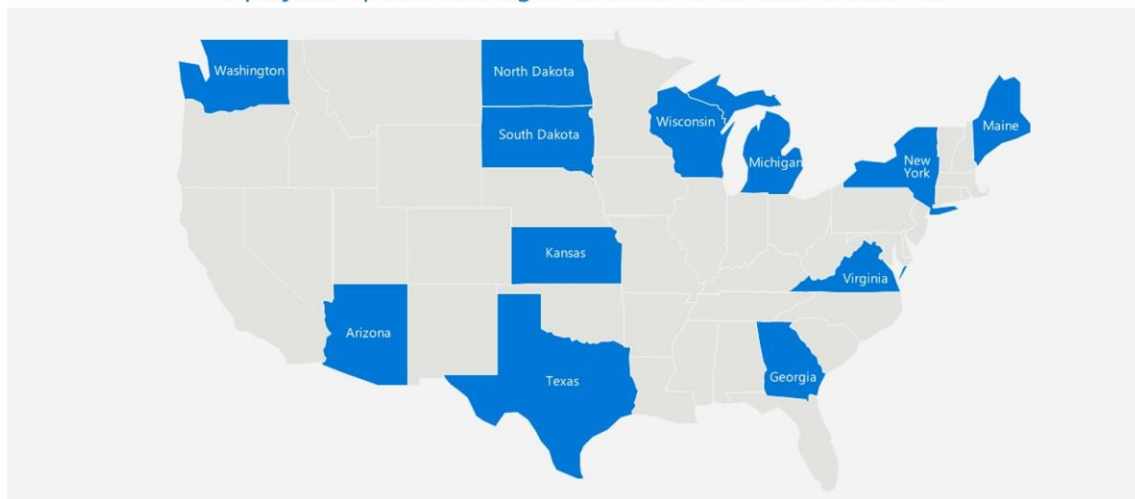 Washington
North Dakota
South Dakota
Wisconsin
Michigan
Maine
New
York
Kansas
Virginia
Arizona
Texas
Georgia